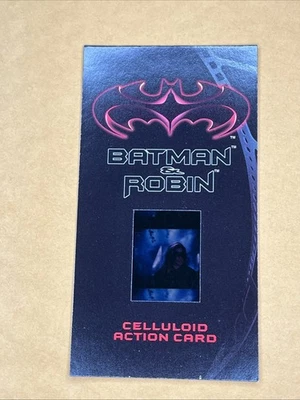 BATMAN™
&
ROBIN™
CELLULOID
ACTION CARD